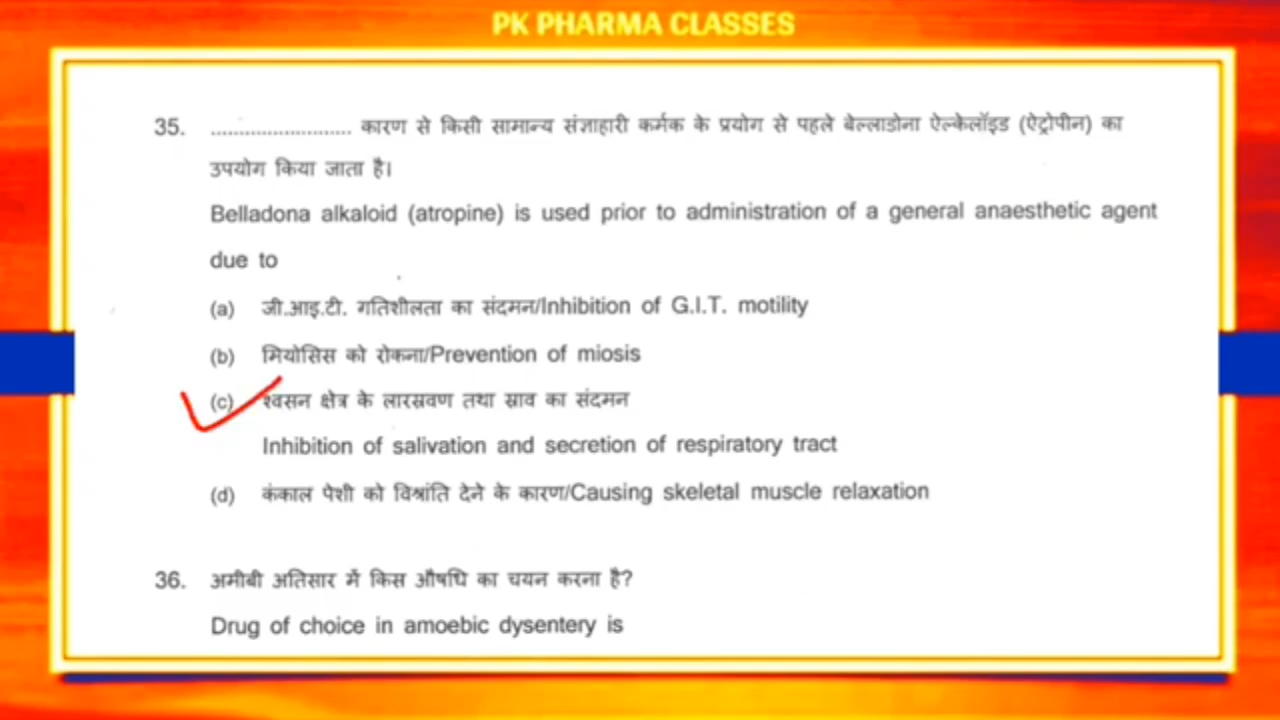 PK PHARMA CLASSES
35. .......................... कारण से किसी सामान्य संज्ञाहारी कर्मक के प्रयोग से पहले बेल्लाडोना ऐल्केलॉइड (ऐट्रोपीन) का
उपयोग किया जाता है।
Belladona alkaloid (atropine) is used prior to administration of a general anaesthetic agent
due to
(a) जी.आइ.टी. गतिशीलता का संदमन/Inhibition of G.I.T. motility
(b) मियोसिस को रोकना/Prevention of miosis
(c) श्वसन क्षेत्र के लारस्रवण तथा स्राव का संदमन
Inhibition of salivation and secretion of respiratory tract
(d) कंकाल पेशी को विश्रांति देने के कारण/Causing skeletal muscle relaxation
36. अमीबी अतिसार में किस औषधि का चयन करना है?
Drug of choice in amoebic dysentery is